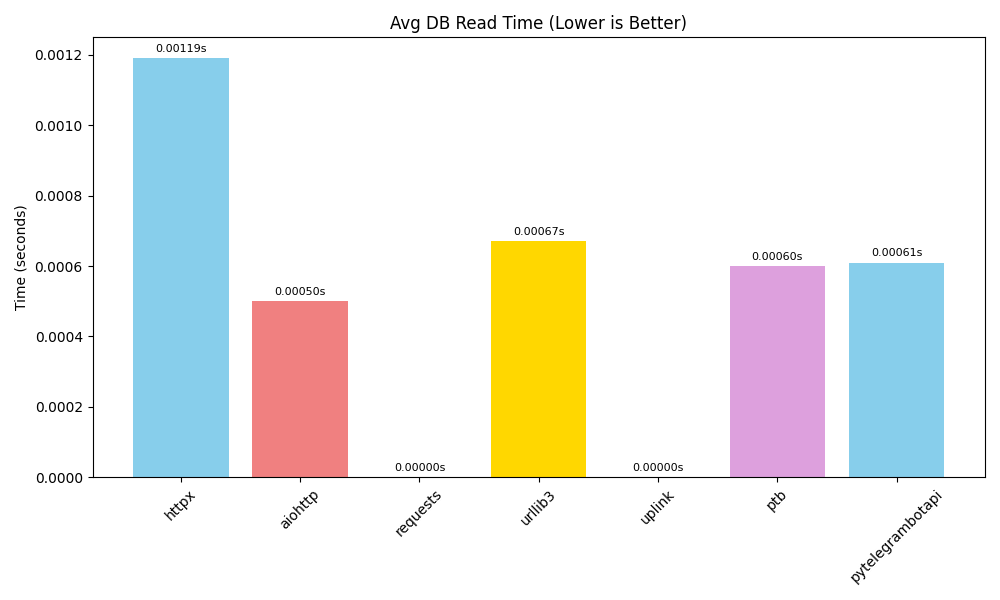 Avg DB Read Time (Lower is Better)
Time (seconds)
0.0012
0.0010
0.0008
0.0006
0.0004
0.0002
0.0000
0.00119s
0.00050s
0.00000s
0.00067s
0.00000s
0.00060s
0.00061s
httpx
aiohttp
requests
urllib3
uplink
ptb
pytelegrambotapi